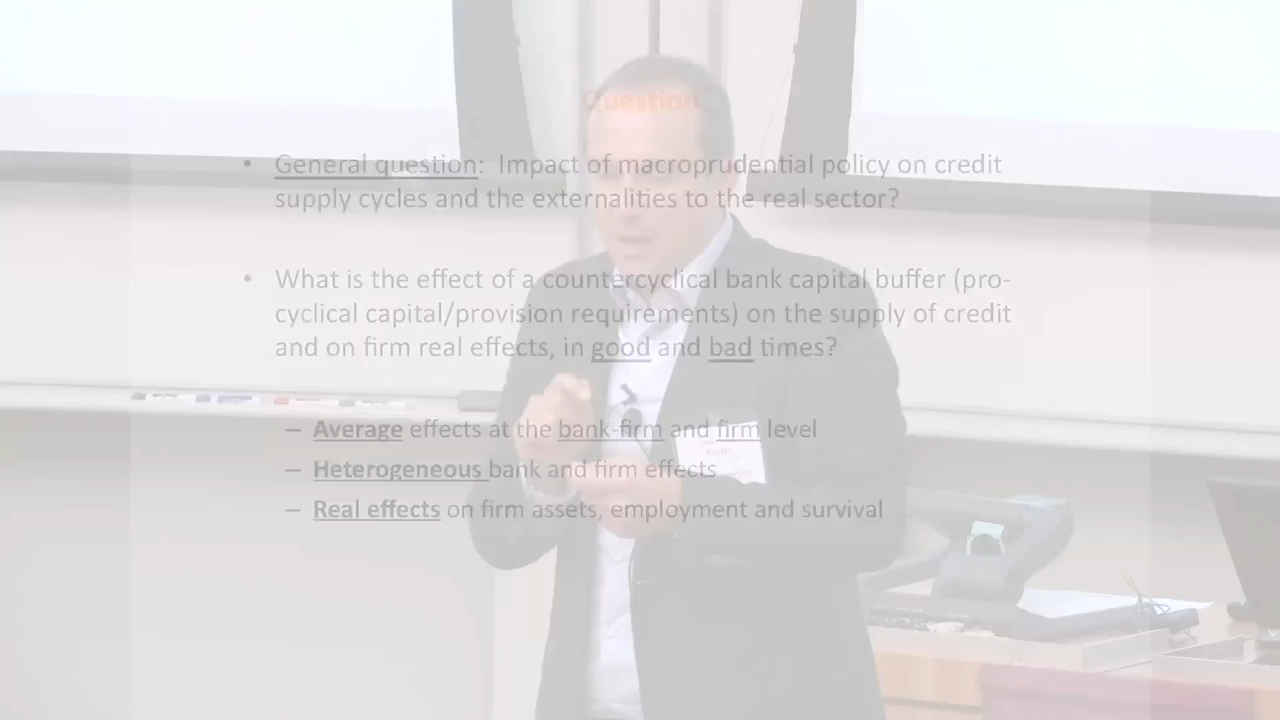 Question
• General question: Impact of macroprudential policy on credit
supply cycles and the externalities to the real sector?
• What is the effect of a countercyclical bank capital buffer (pro-
cyclical capital/provision requirements) on the supply of credit
and on firm real effects, in good and bad times?
– Average effects at the bank-firm and firm level
– Heterogeneous bank and firm effects
– Real effects on firm assets, employment and survival